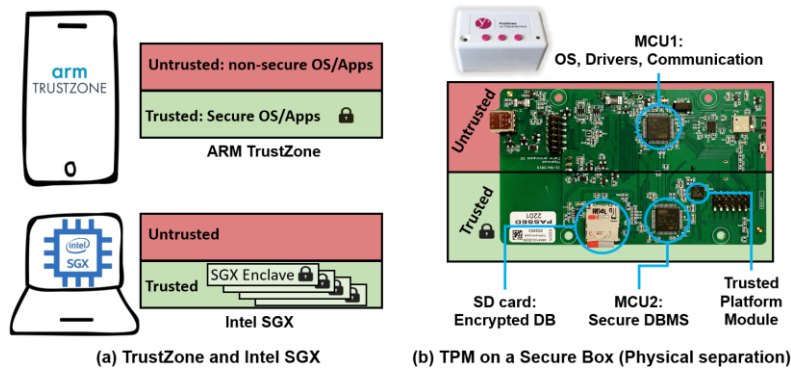 arm
TRUSTZONE
Untrusted: non-secure OS/Apps
Trusted: Secure OS/Apps
ARM TrustZone
intel
SGX
Untrusted
Trusted
SGX Enclave
Intel SGX
(a) TrustZone and Intel SGX
MCU1:
OS, Drivers, Communication
Untrusted
Trusted
PASSED
2201
SD card:
Encrypted DB
MCU2:
Secure DBMS
Trusted
Platform
Module
(b) TPM on a Secure Box (Physical separation)